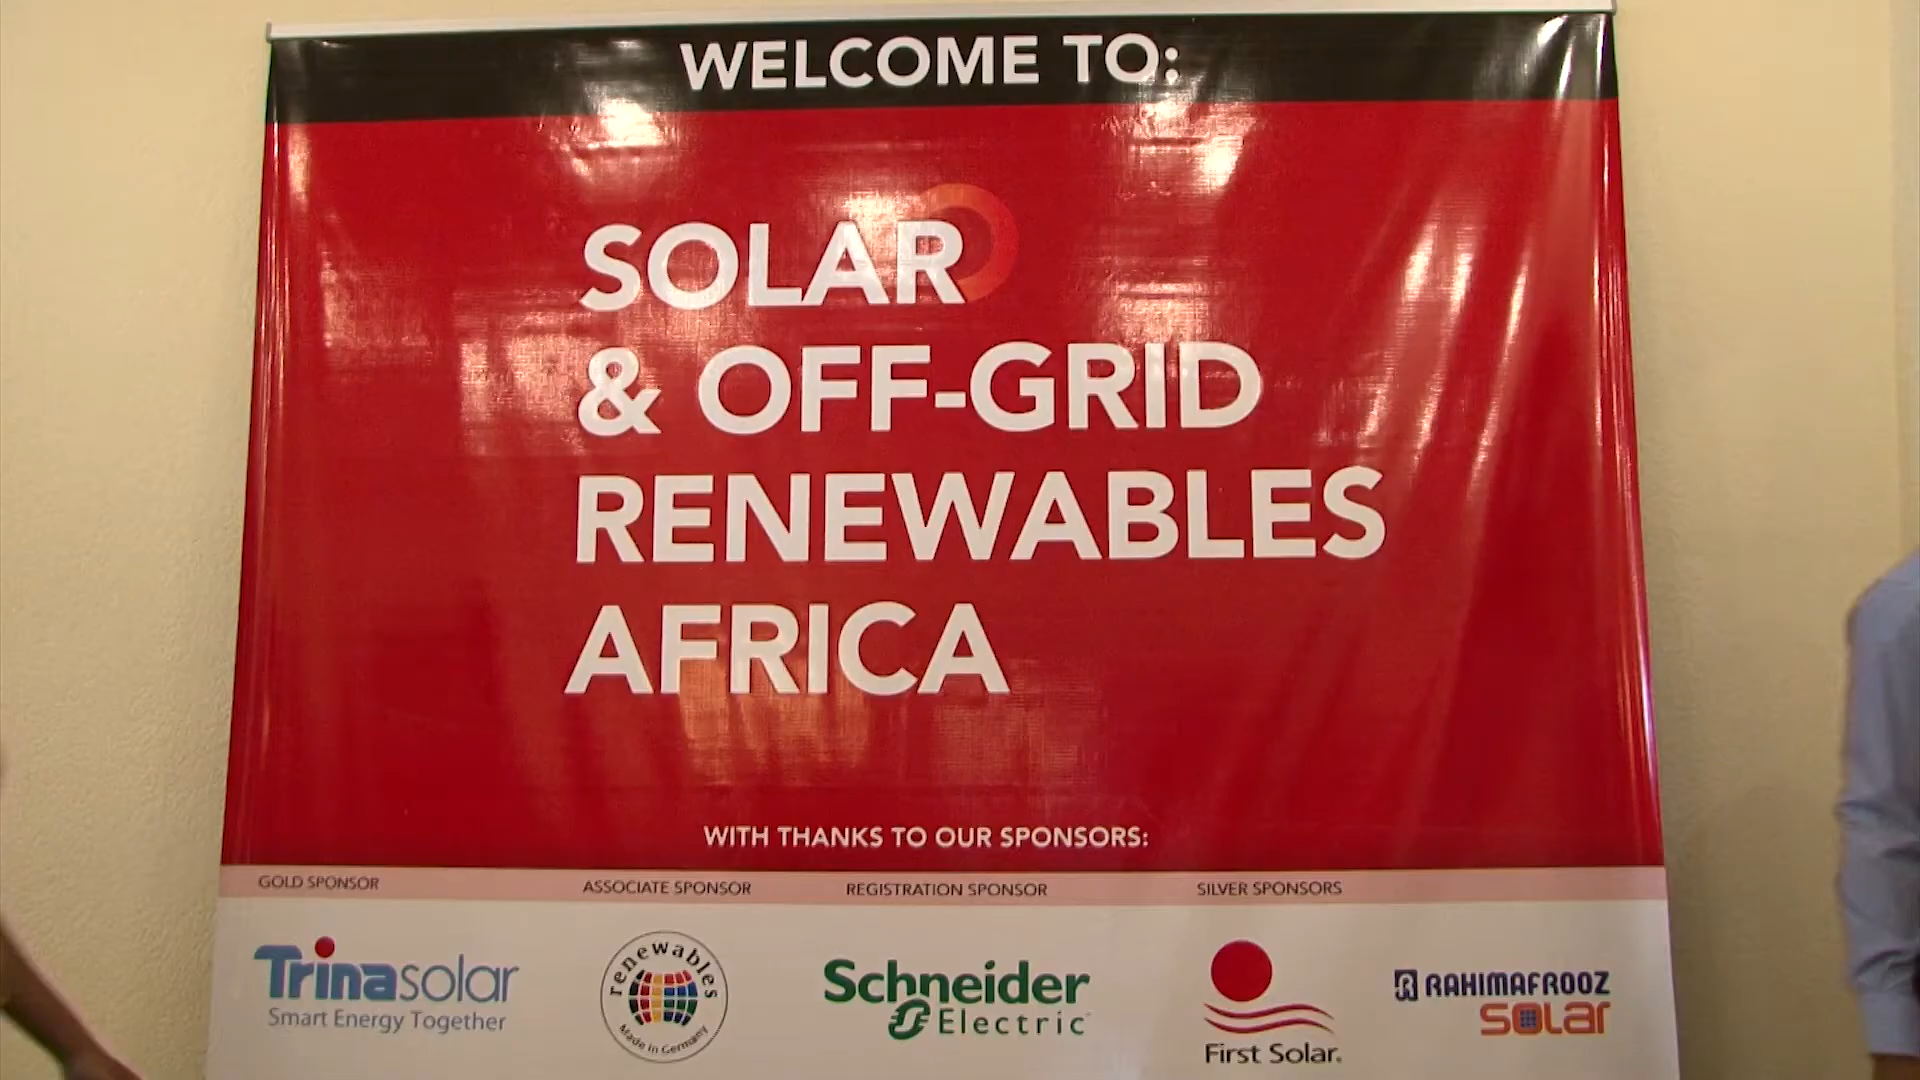 WELCOME TO:
SOLAR
& OFF-GRID
RENEWABLES
AFRICA
WITH THANKS TO OUR SPONSORS:
GOLD SPONSOR
ASSOCIATE SPONSOR
REGISTRATION SPONSOR
SILVER SPONSORS
Trinasolar
Smart Energy Together
renewables
Made in Germany
Schneider
Electric
First Solar.
RAHIMAFROOZ
SOLAR